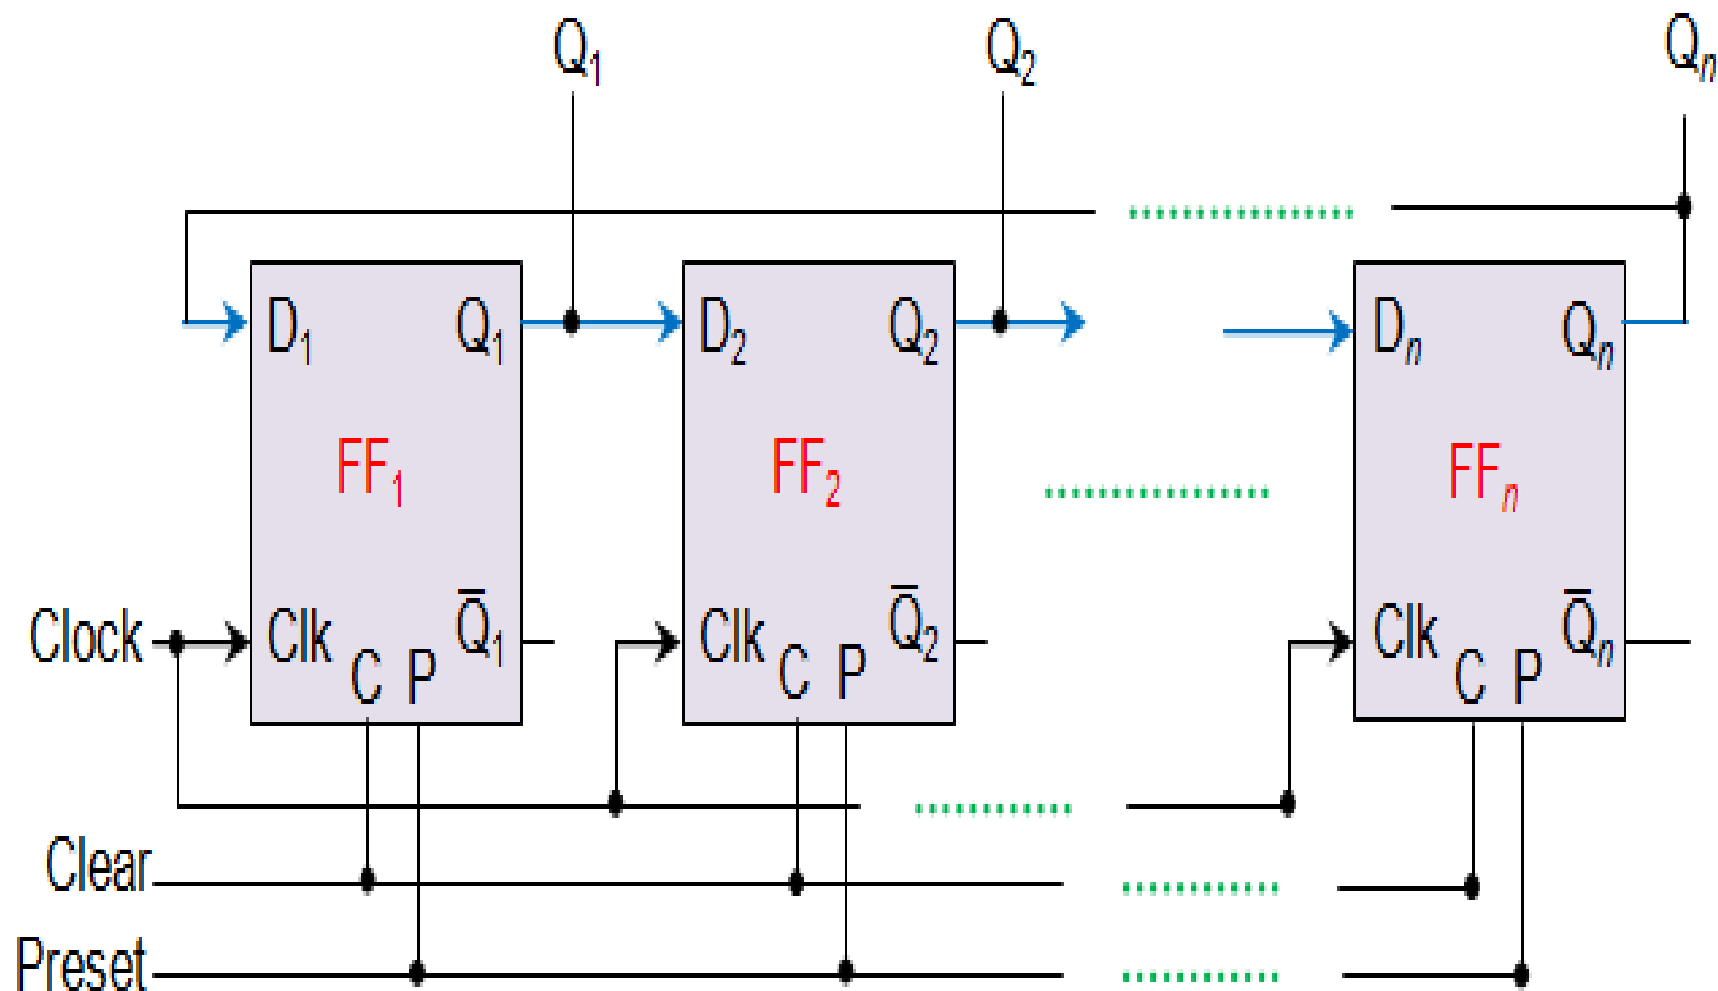 Q₁ Q₂ Qₙ
D₁ Q₁ D₂ Q₂ Dₙ Qₙ
FF₁ FF₂ FFₙ
Clock Clk C P Q̅₁ Clk C P Q̅₂ Clk C P Q̅ₙ
Clear
Preset